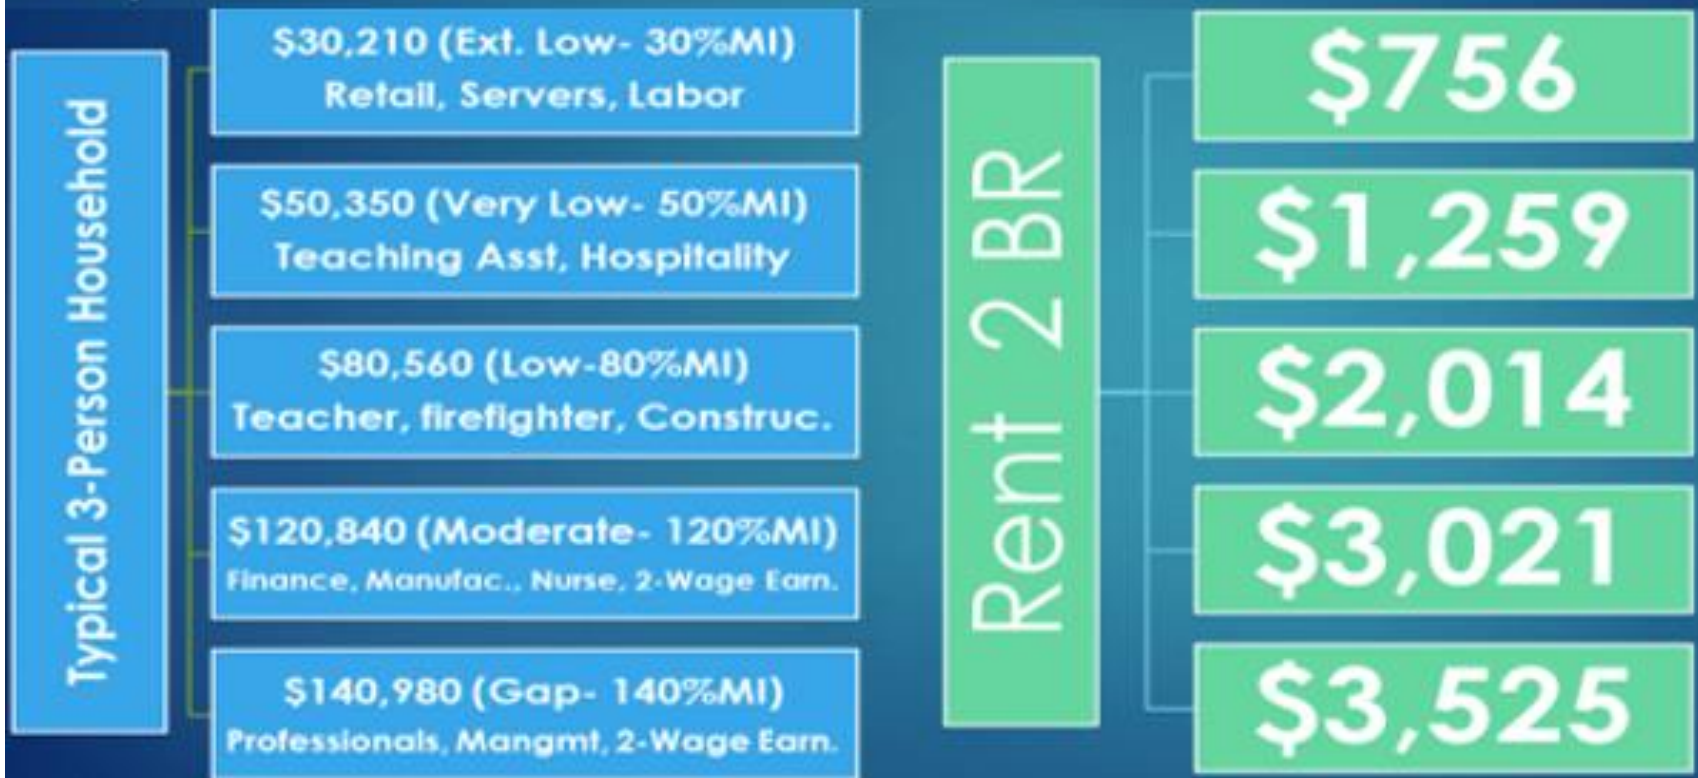 Typical 3-Person Household
$30,210 (Ext. Low- 30%MI)
Retail, Servers, Labor
$50,350 (Very Low- 50%MI)
Teaching Asst, Hospitality
$80,560 (Low-80%MI)
Teacher, firefighter, Construc.
$120,840 (Moderate- 120%MI)
Finance, Manufac., Nurse, 2-Wage Earn.
$140,980 (Gap- 140%MI)
Professionals, Mangmt, 2-Wage Earn.
Rent 2 BR
$756
$1,259
$2,014
$3,021
$3,525